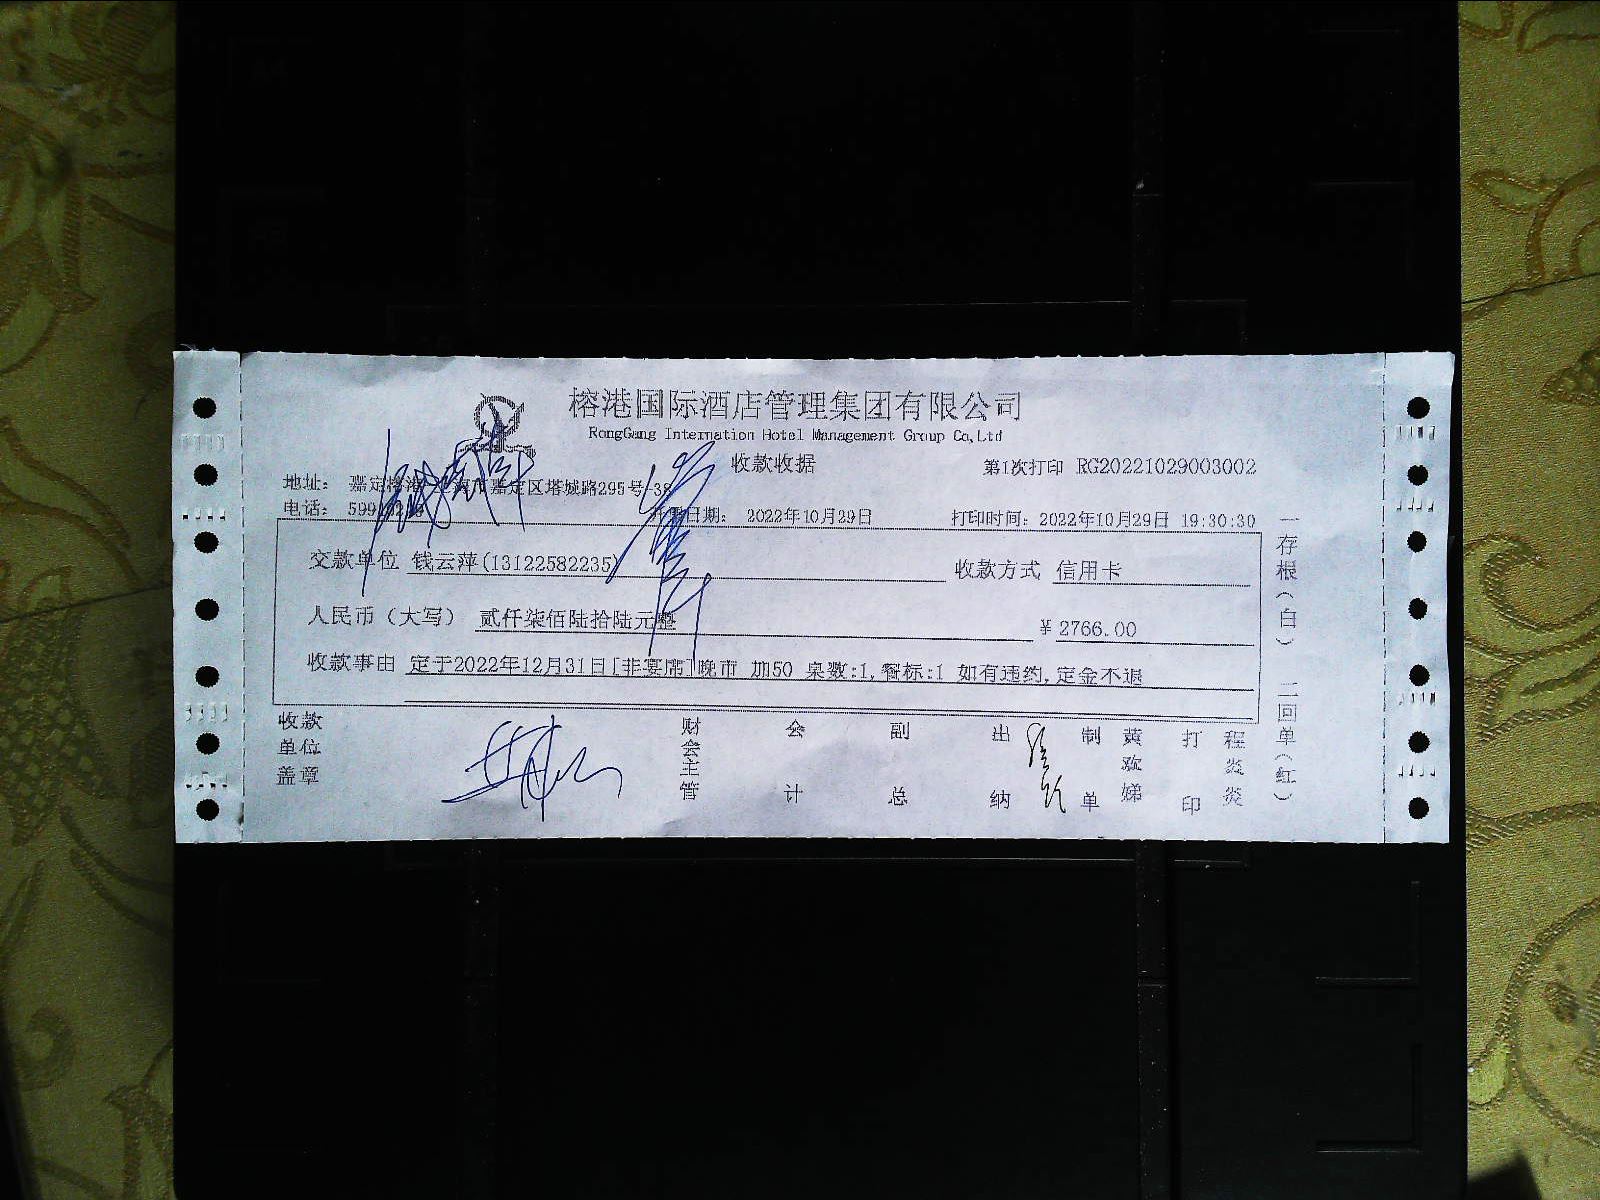 榕港国际酒店管理集团有限公司
RongGang Internation Hotel Management Group Co,Ltd
收款收据
第1次打印 RG20221029003002
地址: 嘉定榕港 上海市嘉定区塔城路295号-38
电话: 日期: 2022年10月29日 打印时间: 2022年10月29日 19:30:30
交款单位 钱云萍(13122582235) 收款方式 信用卡
人民币(大写) 贰仟柒佰陆拾陆元整 ¥2766.00
收款事由 定于2022年12月31日[非宴席]晚市 加50 桌数:1,餐标:1 如有违约,定金不退
收款单位盖章 财会主管 会计 副总 出纳 制单 黄欢娣 打印 程炎炎
一存根(白) 二回单(红)